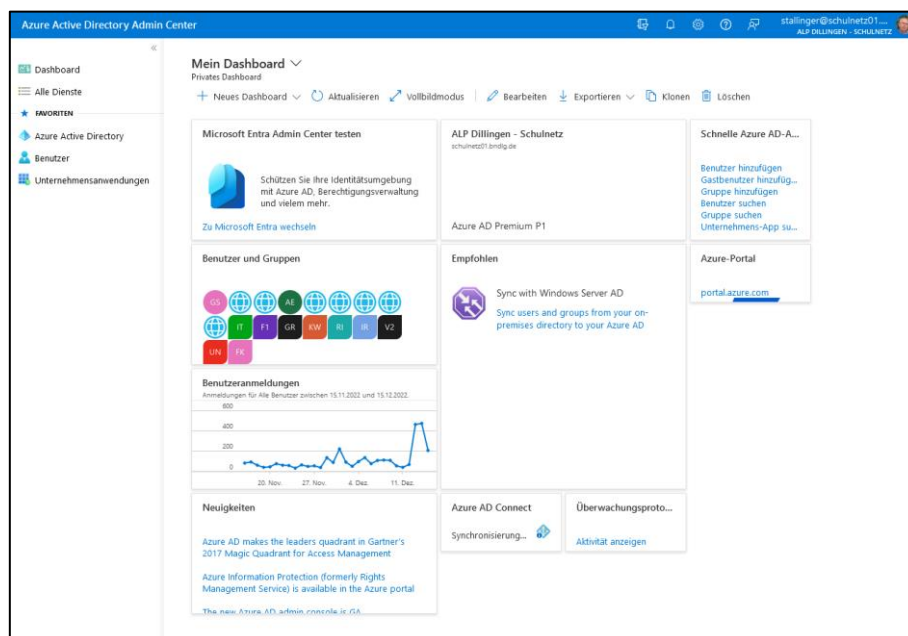 Azure Active Directory Admin Center
stallinger@schulnetz01....
ALP DILLINGEN - SCHULNETZ
«
Dashboard
Alle Dienste
FAVORITEN
Azure Active Directory
Benutzer
Unternehmensanwendungen
Mein Dashboard
Privates Dashboard
Neues Dashboard
Aktualisieren
Vollbildmodus
Bearbeiten
Exportieren
Klonen
Löschen
Microsoft Entra Admin Center testen
Schützen Sie Ihre Identitätsumgebung
mit Azure AD, Berechtigungsverwaltung
und vielem mehr.
Zu Microsoft Entra wechseln
ALP Dillingen - Schulnetz
schulnetz01.bndlg.de
Azure AD Premium P1
Schnelle Azure AD-A...
Benutzer hinzufügen
Gastbenutzer hinzufüg...
Gruppe hinzufügen
Benutzer suchen
Gruppe suchen
Unternehmens-App su...
Benutzer und Gruppen
GS AE
IT F1 GR KW RJ IR V2
UN FK
Empfohlen
Sync with Windows Server AD
Sync users and groups from your on-
premises directory to your Azure AD
Azure-Portal
portal.azure.com
Benutzeranmeldungen
Anmeldungen für Alle Benutzer zwischen 15.11.2022 und 15.12.2022.
600
400
200
0
20. Nov. 27. Nov. 4. Dez. 11. Dez.
Neuigkeiten
Azure AD makes the leaders quadrant in Gartner's
2017 Magic Quadrant for Access Management
Azure Information Protection (formerly Rights
Management Service) is available in the Azure portal
The new Azure AD admin console is GA
Azure AD Connect
Synchronisierung...
Überwachungsproto...
Aktivität anzeigen